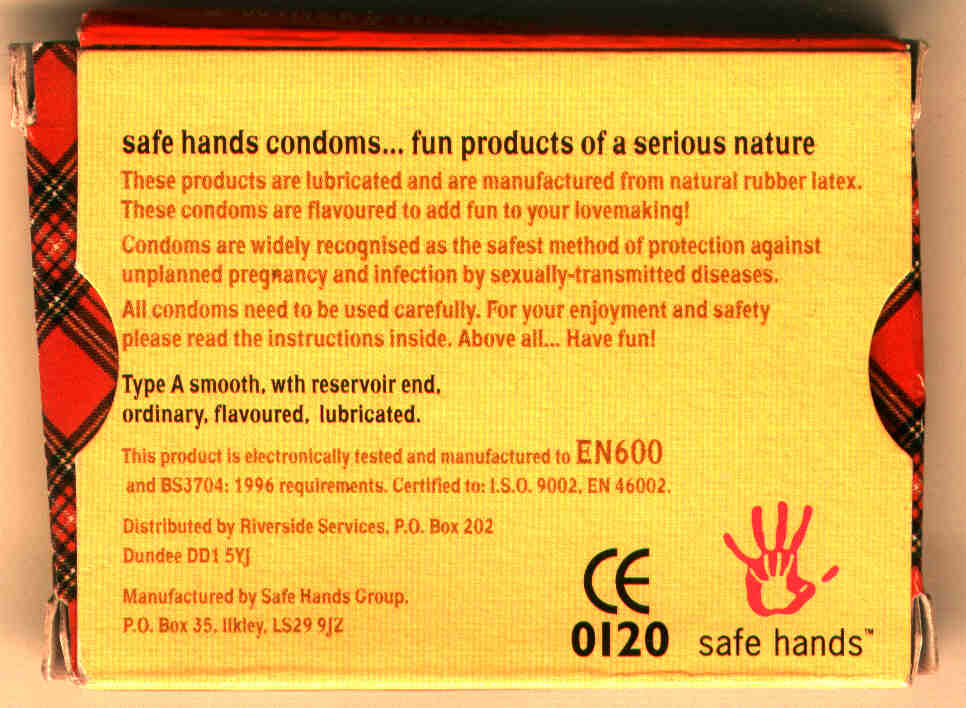 safe hands condoms... fun products of a serious nature
These products are lubricated and are manufactured from natural rubber latex.
These condoms are flavoured to add fun to your lovemaking!
Condoms are widely recognised as the safest method of protection against
unplanned pregnancy and infection by sexually-transmitted diseases.
All condoms need to be used carefully. For your enjoyment and safety
please read the instructions inside. Above all... Have fun!
Type A smooth, wth reservoir end,
ordinary, flavoured, lubricated.
This product is electronically tested and manufactured to EN600
and BS3704: 1996 requirements. Certified to: I.S.O. 9002, EN 46002.
Distributed by Riverside Services, P.O. Box 202
Dundee DD1 5YJ
Manufactured by Safe Hands Group,
P.O. Box 35, Ilkley, LS29 9JZ
CE
0120
safe hands™